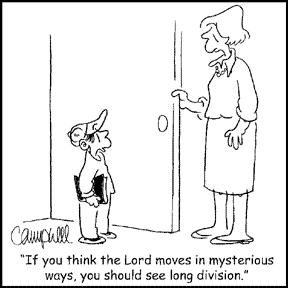 Campbell
"If you think the Lord moves in mysterious
ways, you should see long division."